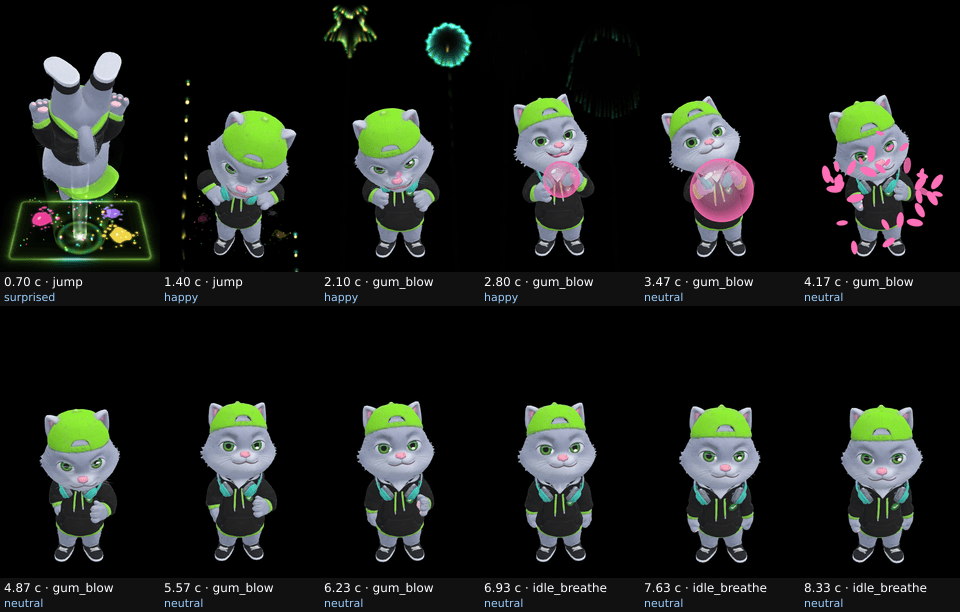 0.70 с · jump
surprised
1.40 с · jump
happy
2.10 с · gum_blow
happy
2.80 с · gum_blow
happy
3.47 с · gum_blow
neutral
4.17 с · gum_blow
neutral
4.87 с · gum_blow
neutral
5.57 с · gum_blow
neutral
6.23 с · gum_blow
neutral
6.93 с · idle_breathe
neutral
7.63 с · idle_breathe
neutral
8.33 с · idle_breathe
neutral